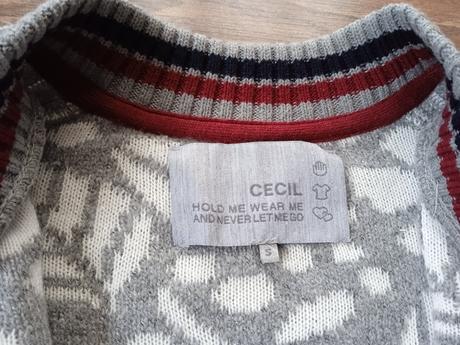 CECIL
HOLD ME WEAR ME
AND NEVER LET ME GO
S